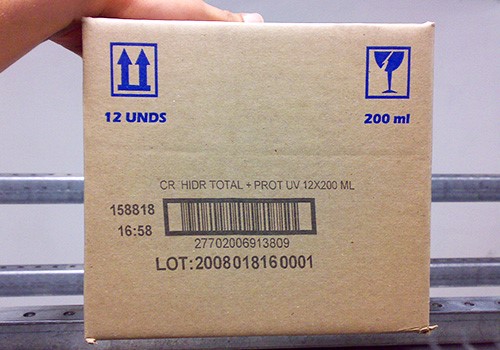 12 UNDS
200 ml
CR HIDR TOTAL + PROT UV 12X200 ML
158818
16:58
27702006913809
LOT:2008018160001